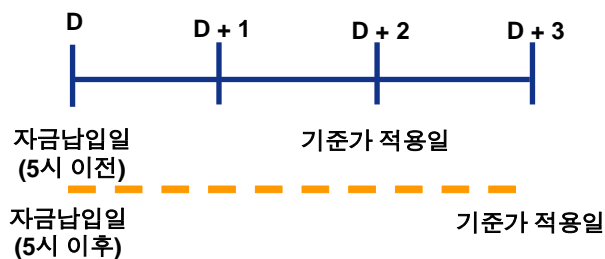 D D + 1 D + 2 D + 3
자금납입일 기준가 적용일
(5시 이전)
자금납입일 기준가 적용일
(5시 이후)